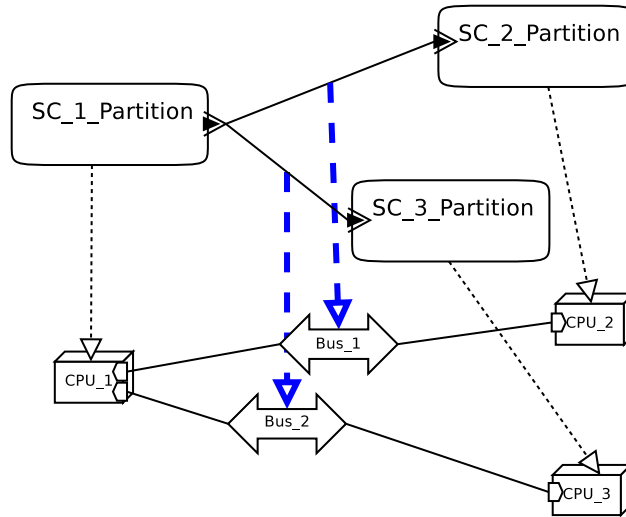 SC_2_Partition
SC_1_Partition
SC_3_Partition
CPU_2
Bus_1
CPU_1
Bus_2
CPU_3